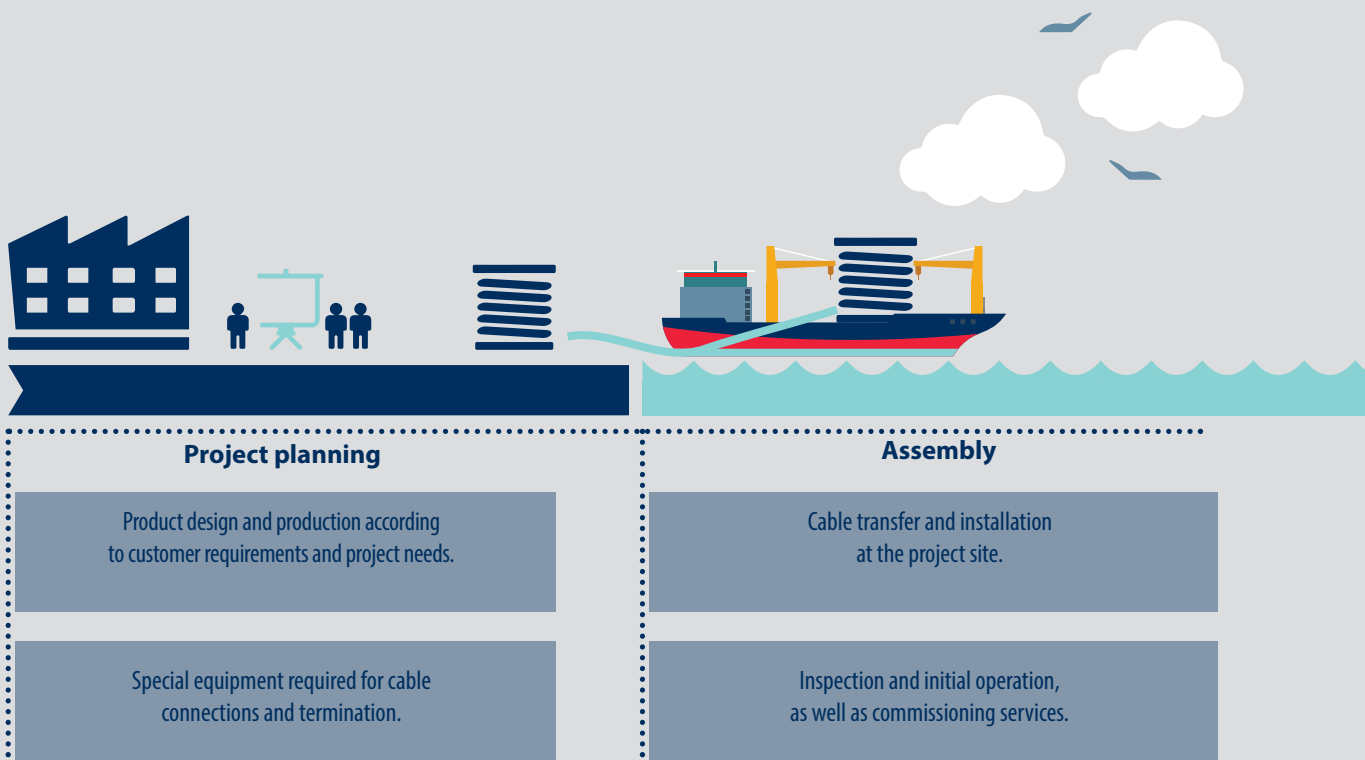 Project planning
Product design and production according
to customer requirements and project needs.
Special equipment required for cable
connections and termination.
Assembly
Cable transfer and installation
at the project site.
Inspection and initial operation,
as well as commissioning services.